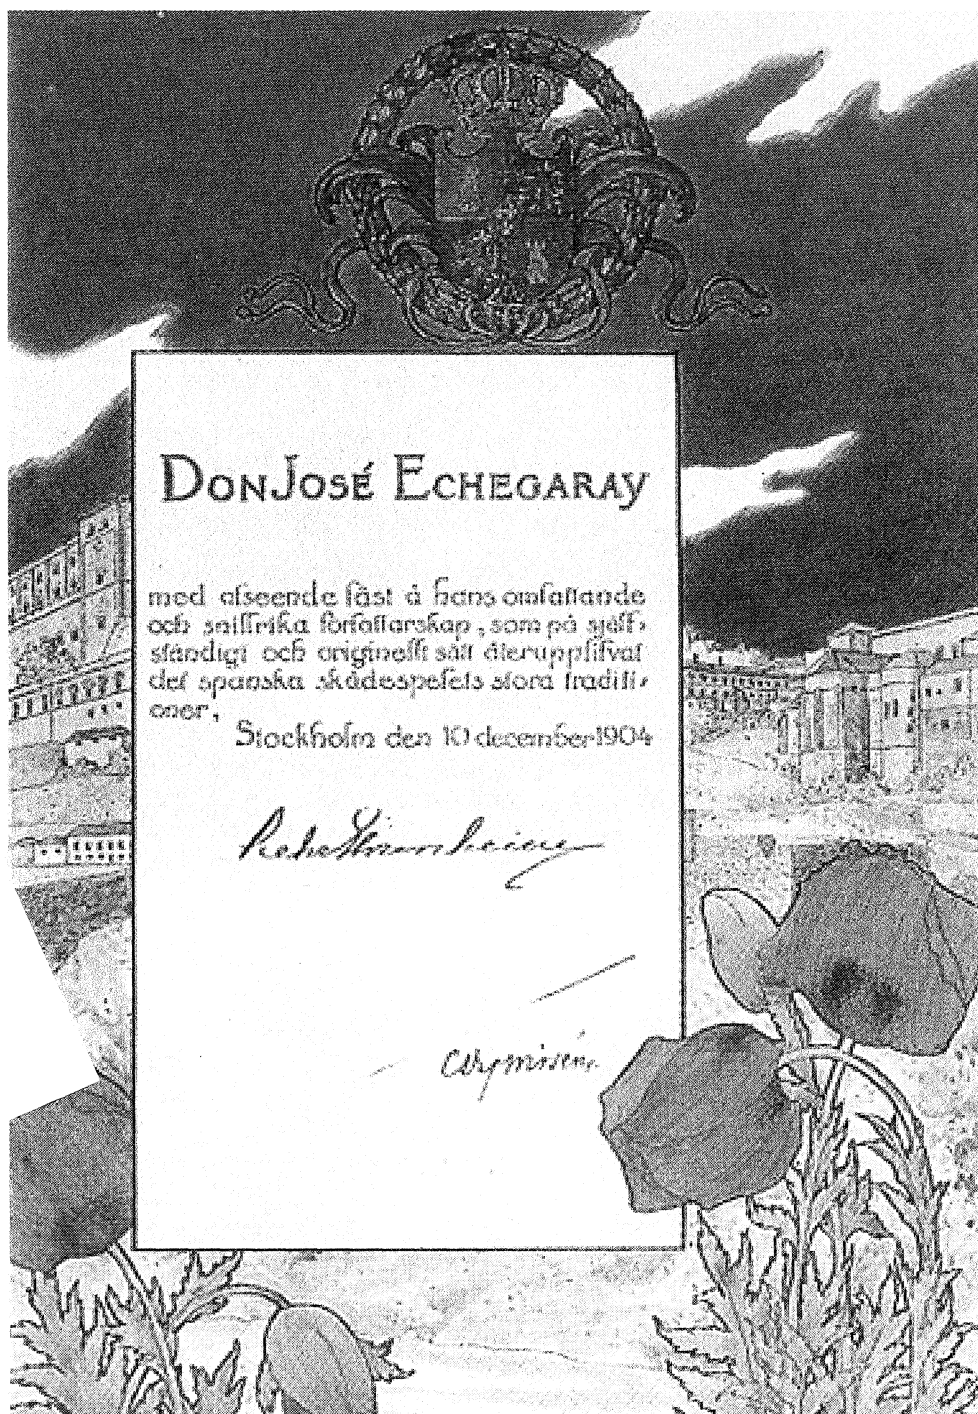 DON JOSÉ ECHEGARAY
med afseende fäst å hans omfattande
och snillrika författarskap, som på sjelf-
ständigt och originellt sätt återupplifvat
det spanska skådespelets stora traditi-
oner,
Stockholm den 10 december 1904